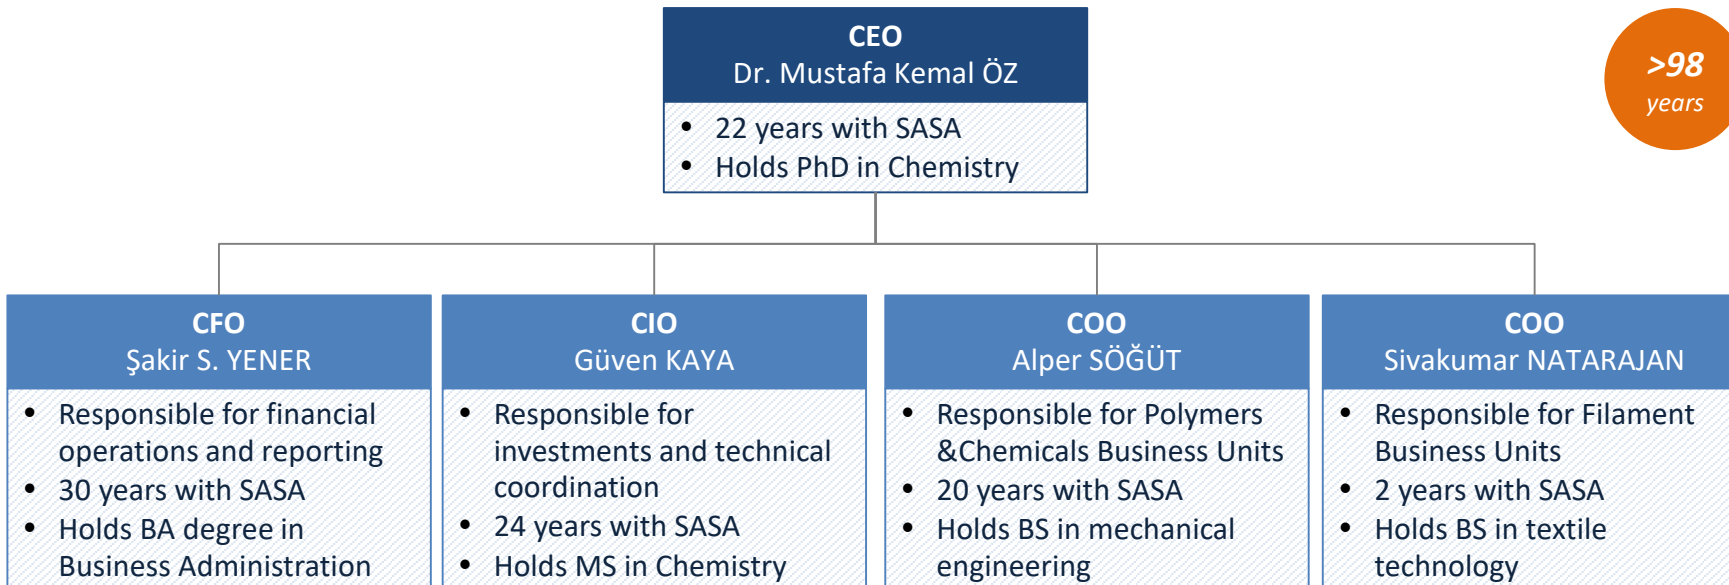 CEO
Dr. Mustafa Kemal ÖZ
• 22 years with SASA
• Holds PhD in Chemistry
>98
years
CFO
Şakir S. YENER
• Responsible for financial
operations and reporting
• 30 years with SASA
• Holds BA degree in
Business Administration
CIO
Güven KAYA
• Responsible for
investments and technical
coordination
• 24 years with SASA
• Holds MS in Chemistry
COO
Alper SÖĞÜT
• Responsible for Polymers
&Chemicals Business Units
• 20 years with SASA
• Holds BS in mechanical
engineering
COO
Sivakumar NATARAJAN
• Responsible for Filament
Business Units
• 2 years with SASA
• Holds BS in textile
technology